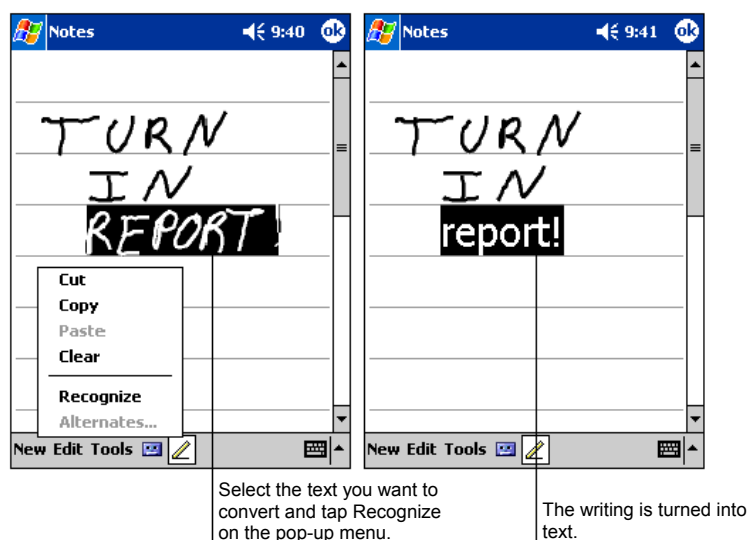 Notes 9:40 ok
TURN
IN
REPORT!
Cut
Copy
Paste
Clear
Recognize
Alternates...
New Edit Tools
Select the text you want to
convert and tap Recognize
on the pop-up menu.
Notes 9:41 ok
TURN
IN
report!
New Edit Tools
The writing is turned into
text.